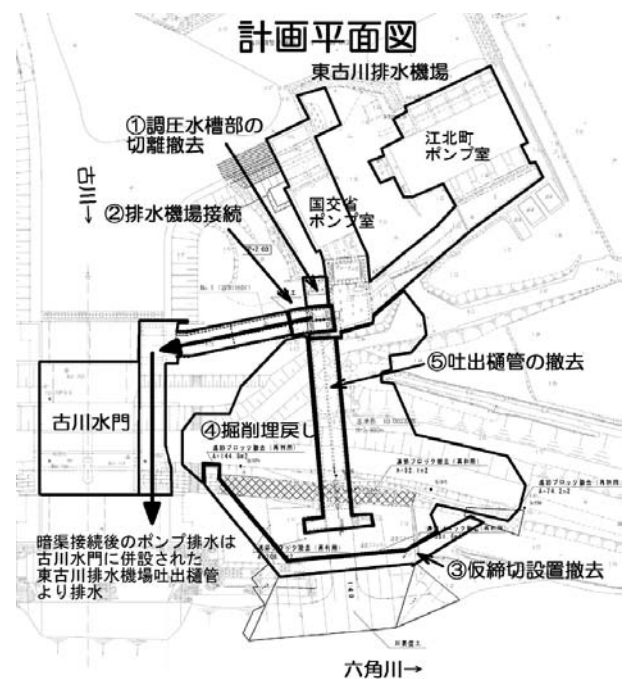 計画平面図
東古川排水機場
①調圧水槽部の
切離撤去
江北町
ポンプ室
古川→
②排水機場接続
国交省
ポンプ室
⑤吐出樋管の撤去
古川水門
④掘削埋戻し
暗渠接続後のポンプ排水は
古川水門に併設された
東古川排水機場吐出樋管
より排水
③仮締切設置撤去
六角川→